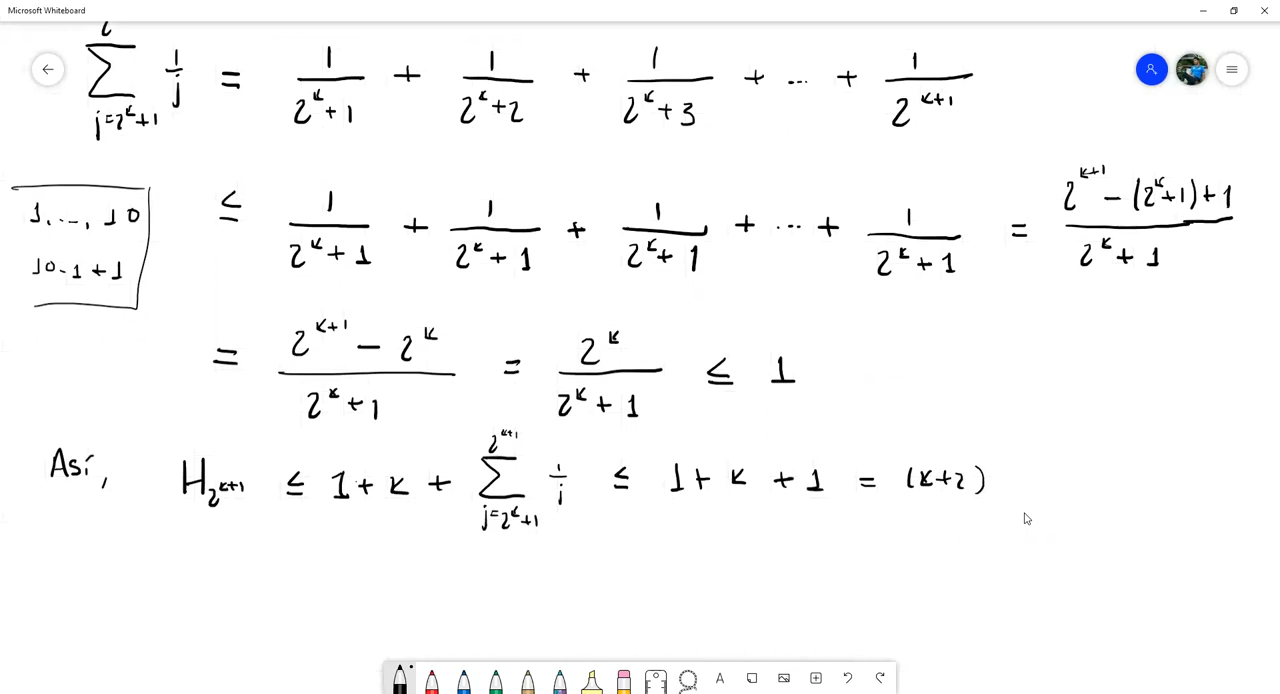 Microsoft Whiteboard
∑_{j=2^k+1} 1/j = 1/(2^k+1) + 1/(2^k+2) + 1/(2^k+3) + ... + 1/2^{k+1}
1,...,10
10-1+1
≤ 1/(2^k+1) + 1/(2^k+1) + 1/(2^k+1) + ... + 1/(2^k+1) = (2^{k+1} - (2^k+1)+1)/(2^k+1)
= (2^{k+1} - 2^k)/(2^k+1) = 2^k/(2^k+1) ≤ 1
Así, H_{2^{k+1}} ≤ 1+k + ∑_{j=2^k+1}^{2^{k+1}} 1/j ≤ 1+k+1 = (k+2)
A